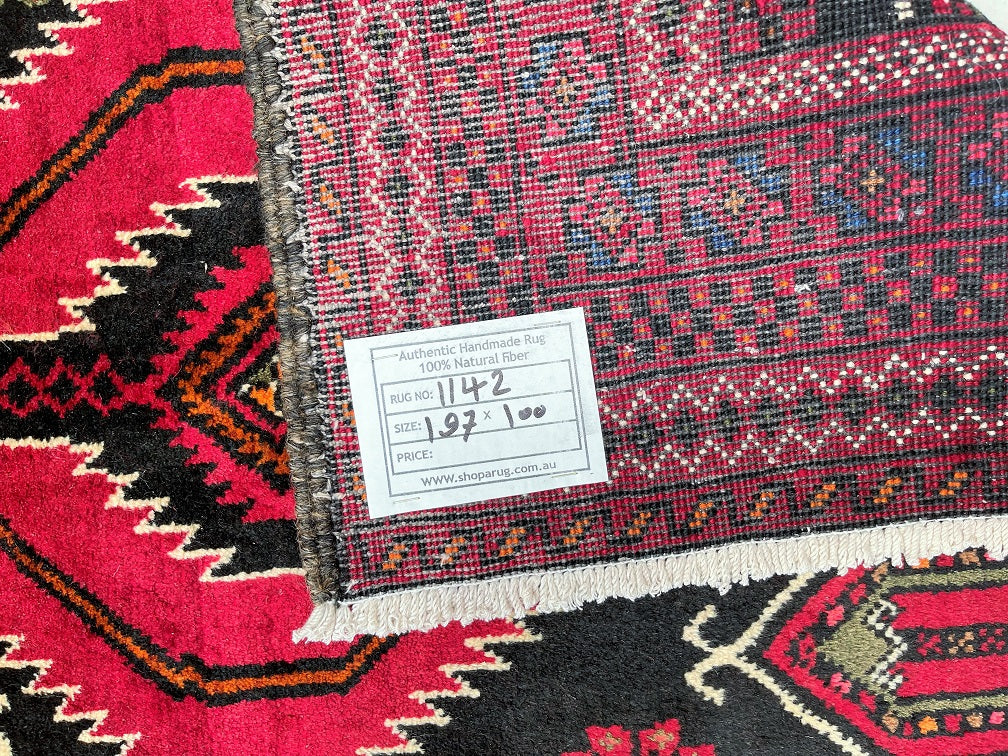 Authentic Handmade Rug
100% Natural Fiber
RUG NO: 1142
SIZE: 197 x 100
PRICE:
www.shoparug.com.au